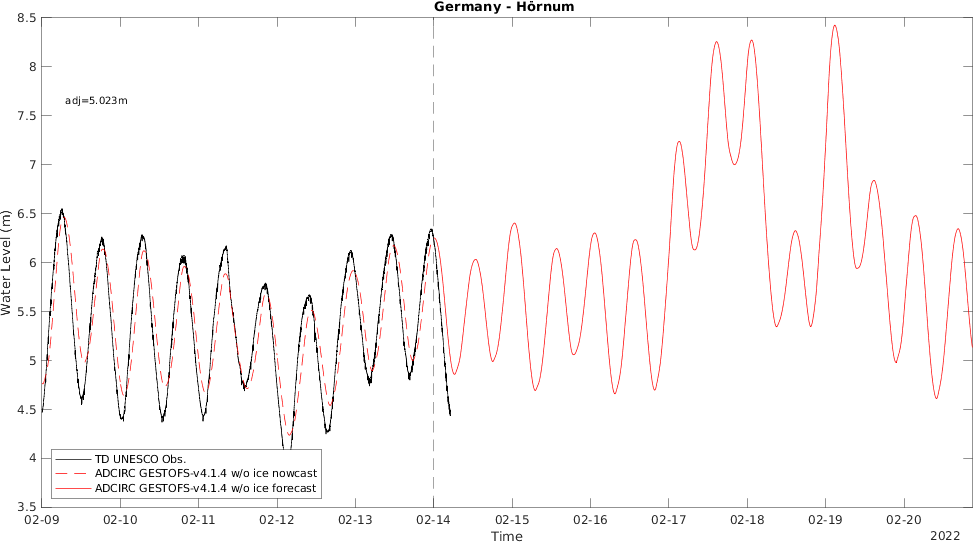 Germany - Hörnum
8.5
8
7.5
7
6.5
6
5.5
5
4.5
4
3.5
Water Level (m)
adj=5.023m
TD UNESCO Obs.
ADCIRC GESTOFS-v4.1.4 w/o ice nowcast
ADCIRC GESTOFS-v4.1.4 w/o ice forecast
02-09 02-10 02-11 02-12 02-13 02-14 02-15 02-16 02-17 02-18 02-19 02-20
Time
2022